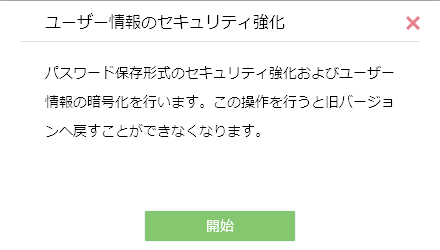 ユーザー情報のセキュリティ強化
パスワード保存形式のセキュリティ強化およびユーザー
情報の暗号化を行います。この操作を行うと旧バージョ
ンへ戻すことができなくなります。
開始